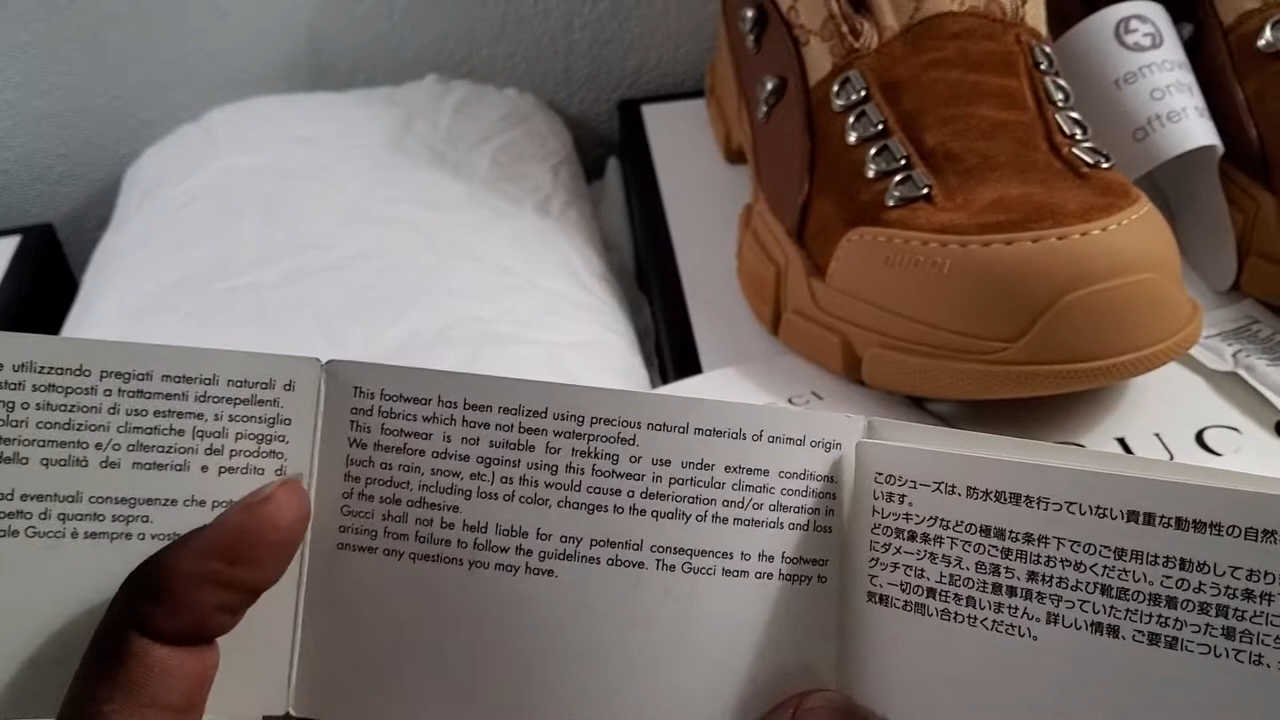 remove
only
after
GUCCI
UC
utilizzando pregiati materiali naturali di
stati sottoposti a trattamenti idrorepellenti.
o situazioni di uso estreme, si sconsiglia
condizioni climatiche (quali pioggia,
e/o alterazioni del prodotto,
della qualità dei materiali e perdita di
ad eventuali conseguenze che
di quanto sopra.
Gucci è sempre a
This footwear has been realized using precious natural materials of animal origin
and fabrics which have not been waterproofed.
This footwear is not suitable for trekking or use under extreme conditions.
We therefore advise against using this footwear in particular climatic conditions
(such as rain, snow, etc.) as this would cause a deterioration and/or alteration in
the product, including loss of color, changes to the quality of the materials and loss
of the sole adhesive.
Gucci shall not be held liable for any potential consequences to the footwear
arising from failure to follow the guidelines above. The Gucci team are happy to
answer any questions you may have.
このシューズは、防水処理を行っていない貴重な動物性の自然
います。
トレッキングなどの極端な条件下でのご使用はお勧めしており
どの気象条件下でのご使用はおやめください。このような条件
にダメージを与え、色落ち、素材および靴底の接着の変質などに
グッチでは、上記の注意事項を守っていただけなかった場合に
て、一切の責任を負いません。詳しい情報、ご要望については、
気軽にお問い合わせください。